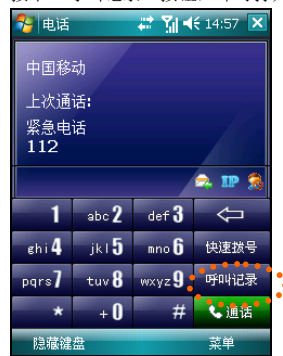 电话 14:57
中国移动
上次通话:
紧急电话
112
IP
1 abc 2 def 3
ghi 4 jkl 5 mno 6 快速拨号
pqrs 7 tuv 8 wxyz 9 呼叫记录
* + 0 # 通话
隐藏键盘 菜单